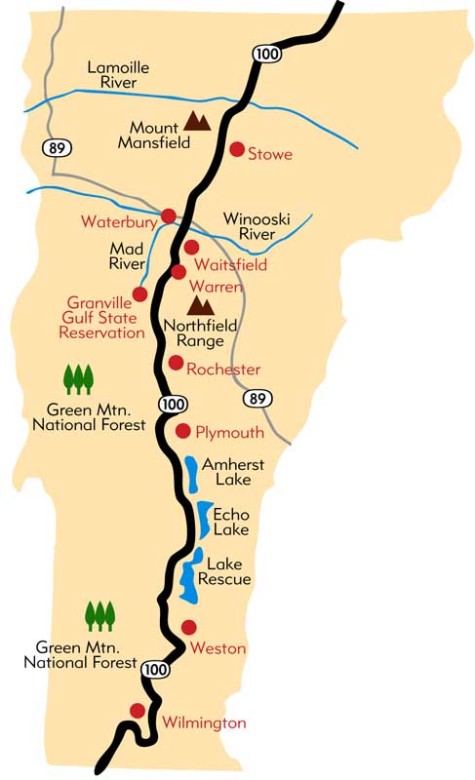 100
Lamoille
River
Mount
Mansfield
89
Stowe
Waterbury
Winooski
River
Mad
River
Waitsfield
Warren
Granville
Gulf State
Reservation
Northfield
Range
Rochester
Green Mtn.
National Forest
100
89
Plymouth
Amherst
Lake
Echo
Lake
Lake
Rescue
Green Mtn.
National Forest
Weston
100
Wilmington